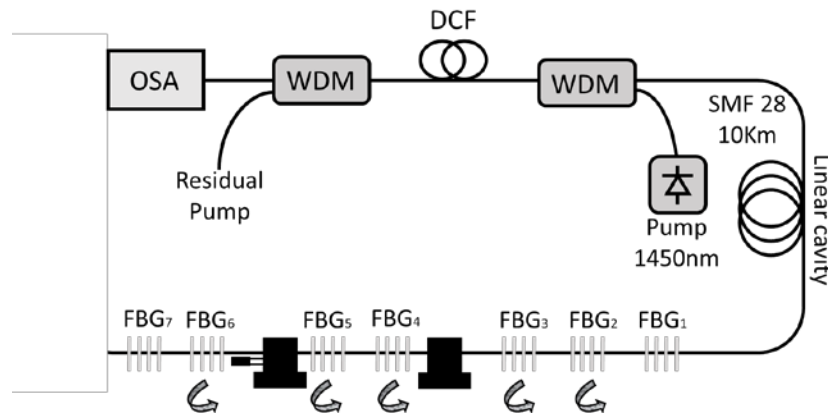 DCF
OSA
WDM
WDM
SMF 28
10Km
Residual
Pump
Pump
1450nm
Linear cavity
FBG₇
FBG₆
FBG₅
FBG₄
FBG₃
FBG₂
FBG₁